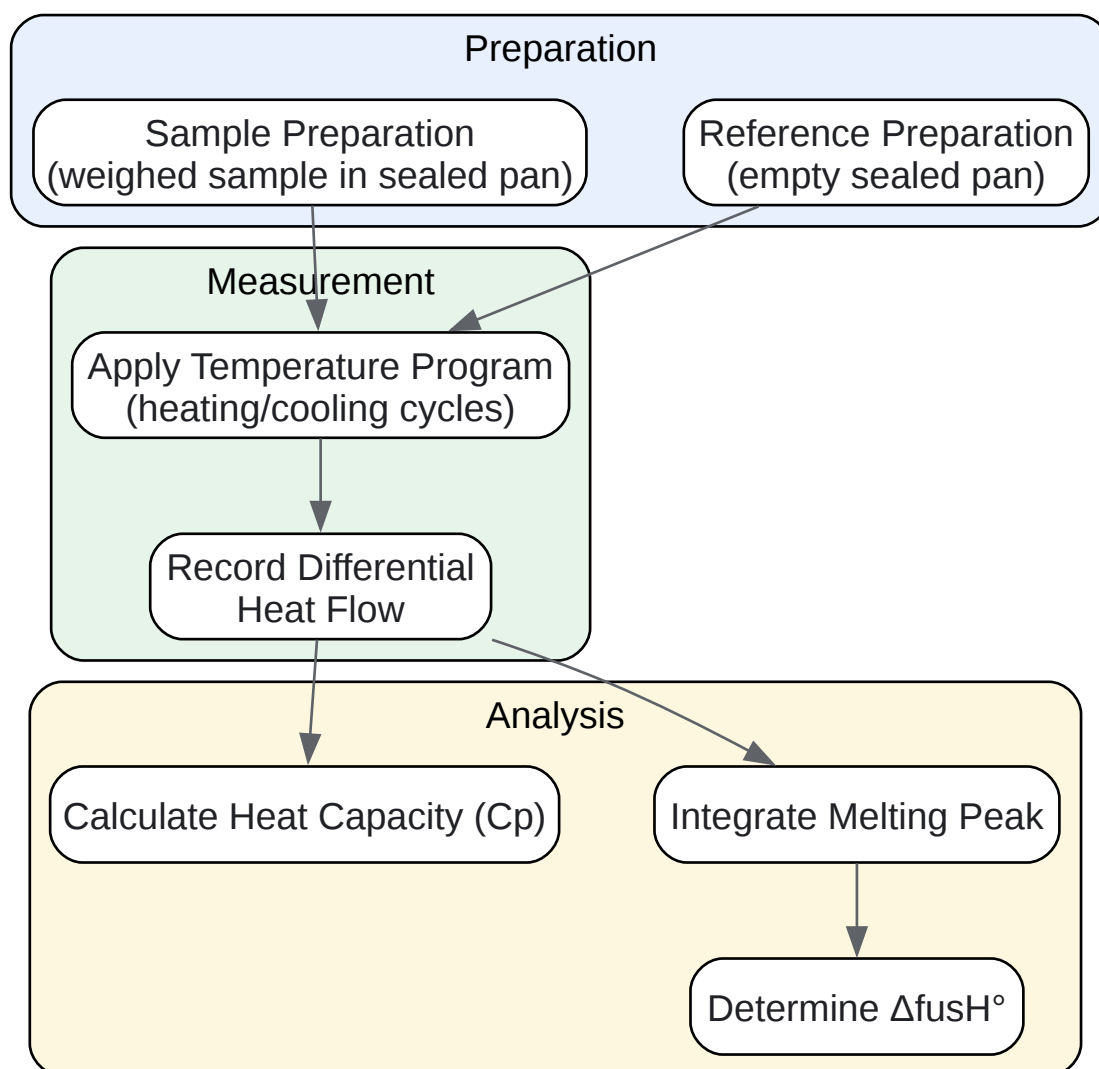 Preparation
Sample Preparation
(weighed sample in sealed pan)
Reference Preparation
(empty sealed pan)
Measurement
Apply Temperature Program
(heating/cooling cycles)
Record Differential
Heat Flow
Analysis
Calculate Heat Capacity (Cp)
Integrate Melting Peak
Determine ΔfusH°